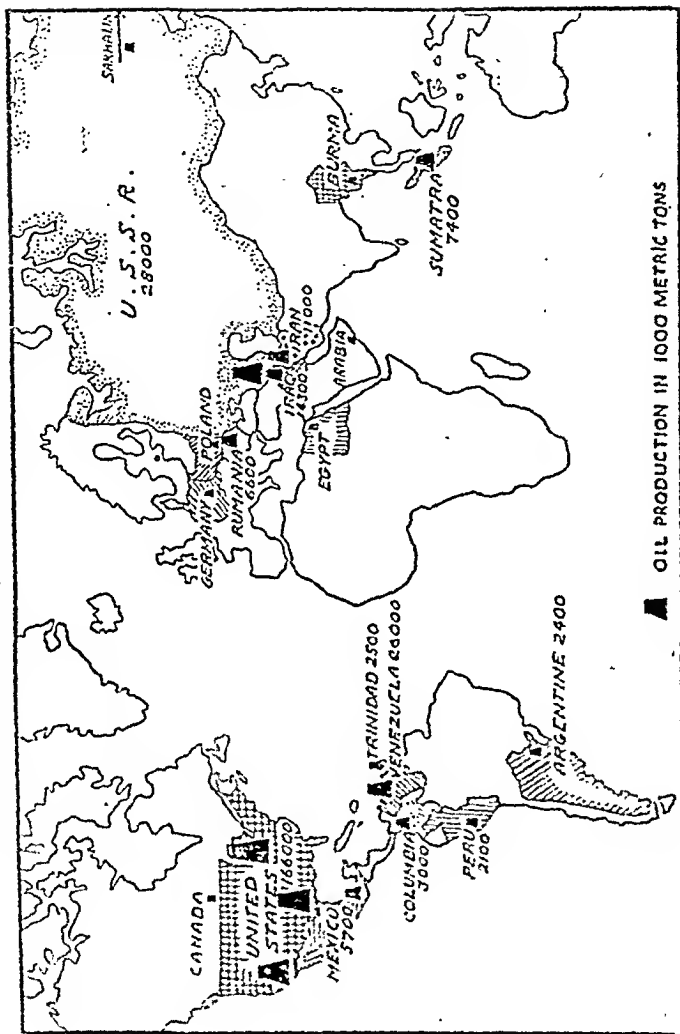 SAKHALIN
U.S.S.R.
28000
CANADA
UNITED
STATES
166000
MEXICO
5700
GERMANY
POLAND
RUMANIA
6600
IRAQ
4300
IRAN
11000
EGYPT
ARABIA
BURMA
SUMATRA
7400
TRINIDAD 2500
VENEZUELA 26000
COLUMBIA
3000
PERU
2100
ARGENTINE 2400
OIL PRODUCTION IN 1000 METRIC TONS